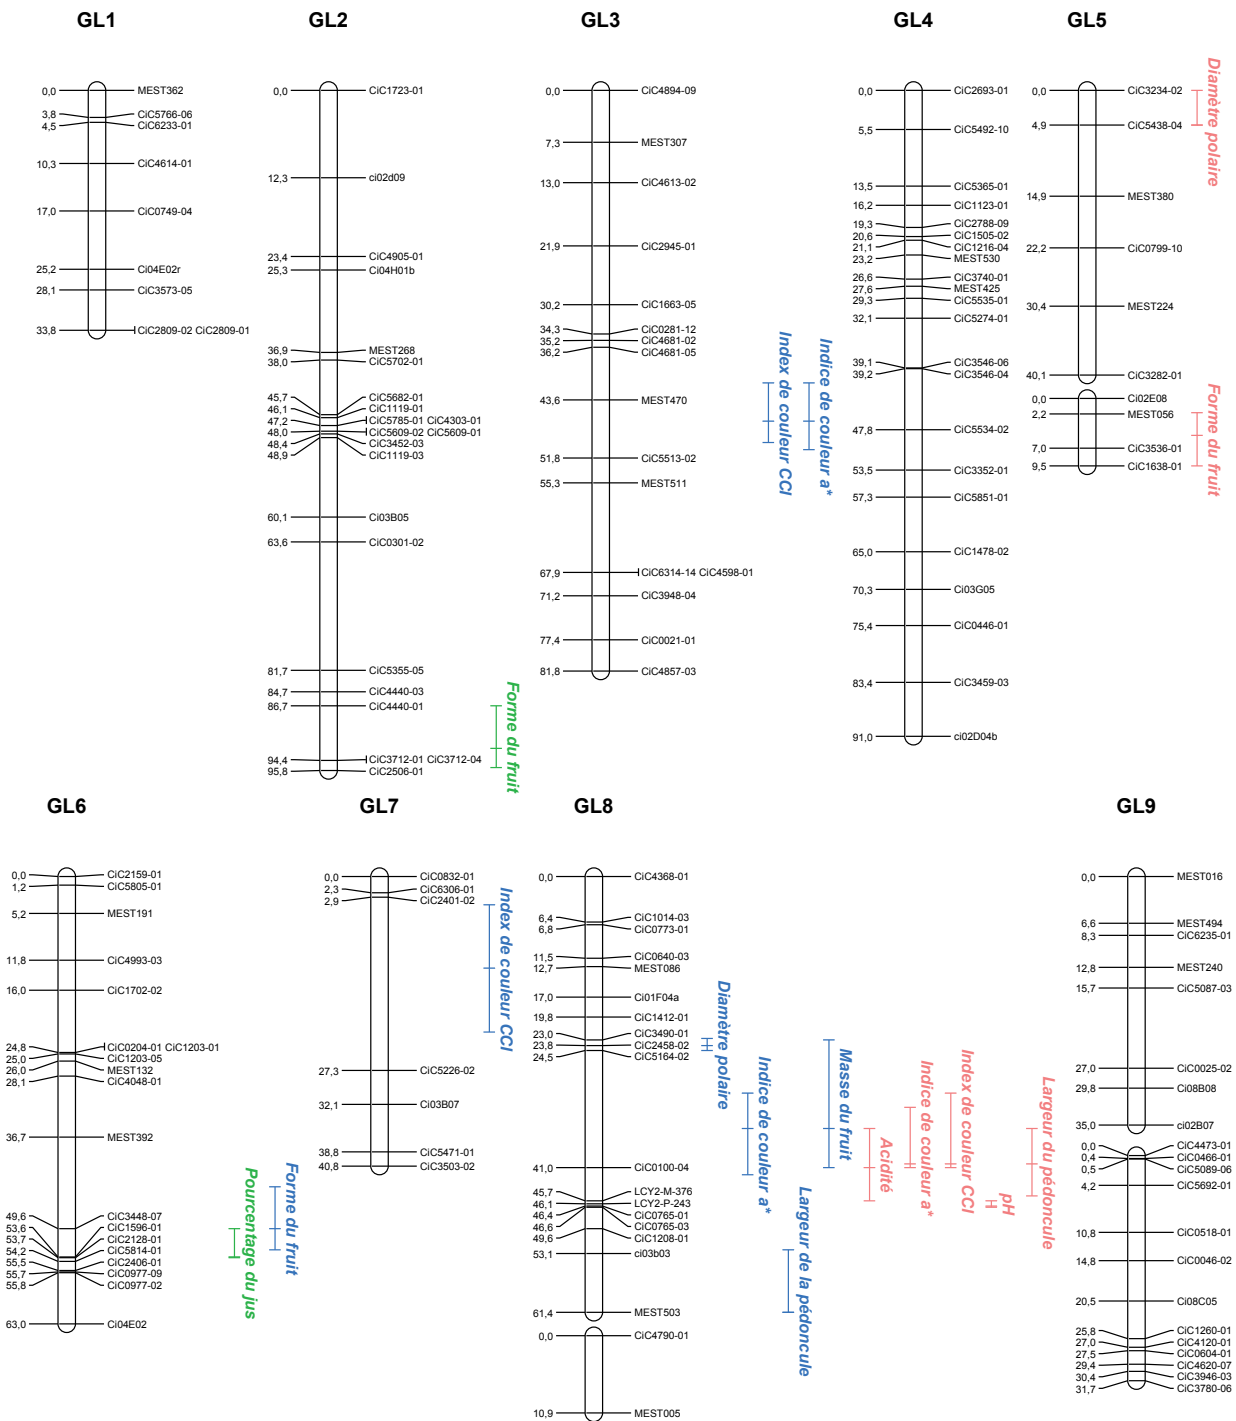 GL1
0,0 MEST362
3,8 CiC5766-06
4,5 CiC6233-01
10,3 CiC4614-01
17,0 CiC0749-04
25,2 Ci04E02r
28,1 CiC3573-05
33,8 CiC2809-02 CiC2809-01
GL2
0,0 CiC1723-01
12,3 ci02d09
23,4 CiC4905-01
25,3 Ci04H01b
36,9 MEST268
38,0 CiC5702-01
45,7 CiC5682-01
46,1 CiC1119-01
47,2 CiC5785-01 CiC4303-01
48,0 CiC5609-02 CiC5609-01
48,4 CiC3452-03
48,9 CiC1119-03
60,1 Ci03B05
63,6 CiC0301-02
81,7 CiC5355-05
84,7 CiC4440-03
86,7 CiC4440-01
94,4 CiC3712-01 CiC3712-04
95,8 CiC2506-01
Forme du fruit
GL3
0,0 CiC4894-09
7,3 MEST307
13,0 CiC4613-02
21,9 CiC2945-01
30,2 CiC1663-05
34,3 CiC0281-12
35,2 CiC4681-02
36,2 CiC4681-05
43,6 MEST470
51,8 CiC5513-02
55,3 MEST511
67,9 CiC6314-14 CiC4598-01
71,2 CiC3948-04
77,4 CiC0021-01
81,8 CiC4857-03
Index de couleur CCI
Indice de couleur a*
GL4
0,0 CiC2693-01
5,5 CiC5492-10
13,5 CiC5365-01
16,2 CiC1123-01
19,3 CiC2788-09
20,6 CiC1505-02
21,1 CiC1216-04
23,2 MEST530
26,6 CiC3740-01
27,6 MEST425
29,3 CiC5535-01
32,1 CiC5274-01
39,1 CiC3546-06
39,2 CiC3546-04
47,8 CiC5534-02
53,5 CiC3352-01
57,3 CiC5851-01
65,0 CiC1478-02
70,3 Ci03G05
75,4 CiC0446-01
83,4 CiC3459-03
91,0 ci02D04b
GL5
0,0 CiC3234-02
4,9 CiC5438-04
14,9 MEST380
22,2 CiC0799-10
30,4 MEST224
40,1 CiC3282-01
0,0 Ci02E08
2,2 MEST056
7,0 CiC3536-01
9,5 CiC1638-01
Diamètre polaire
Forme du fruit
GL6
0,0 CiC2159-01
1,2 CiC5805-01
5,2 MEST191
11,8 CiC4993-03
16,0 CiC1702-02
24,8 CiC0204-01 CiC1203-01
25,0 CiC1203-05
26,0 MEST132
28,1 CiC4048-01
36,7 MEST392
49,6 CiC3448-07
53,6 CiC1596-01
53,7 CiC2128-01
54,2 CiC5814-01
55,5 CiC2406-01
55,7 CiC0977-09
55,8 CiC0977-02
63,0 Ci04E02
Pourcentage du jus
Forme du fruit
GL7
0,0 CiC0832-01
2,3 CiC6306-01
2,9 CiC2401-02
27,3 CiC5226-02
32,1 Ci03B07
38,8 CiC5471-01
40,8 CiC3503-02
Index de couleur CCI
GL8
0,0 CiC4368-01
6,4 CiC1014-03
6,8 CiC0773-01
11,5 CiC0640-03
12,7 MEST086
17,0 Ci01F04a
19,8 CiC1412-01
23,0 CiC3490-01
23,8 CiC2458-02
24,5 CiC5164-02
41,0 CiC0100-04
45,7 LCY2-M-376
46,1 LCY2-P-243
46,4 CiC0765-01
46,6 CiC0765-03
49,6 CiC1208-01
53,1 ci03b03
61,4 MEST503
0,0 CiC4790-01
10,9 MEST005
Diamètre polaire
Indice de couleur a*
Largeur de la pédoncule
Masse du fruit
Acidité
Indice de couleur a*
Index de couleur CCI
pH
Largeur du pédoncule
GL9
0,0 MEST016
6,6 MEST494
8,3 CiC6235-01
12,8 MEST240
15,7 CiC5087-03
27,0 CiC0025-02
29,8 Ci08B08
35,0 ci02B07
0,0 CiC4473-01
0,4 CiC0466-01
0,5 CiC5089-06
4,2 CiC5692-01
10,8 CiC0518-01
14,8 CiC0046-02
20,5 Ci08C05
25,8 CiC1260-01
27,0 CiC4120-01
27,5 CiC0604-01
29,4 CiC4620-07
30,4 CiC3946-03
31,7 CiC3780-06